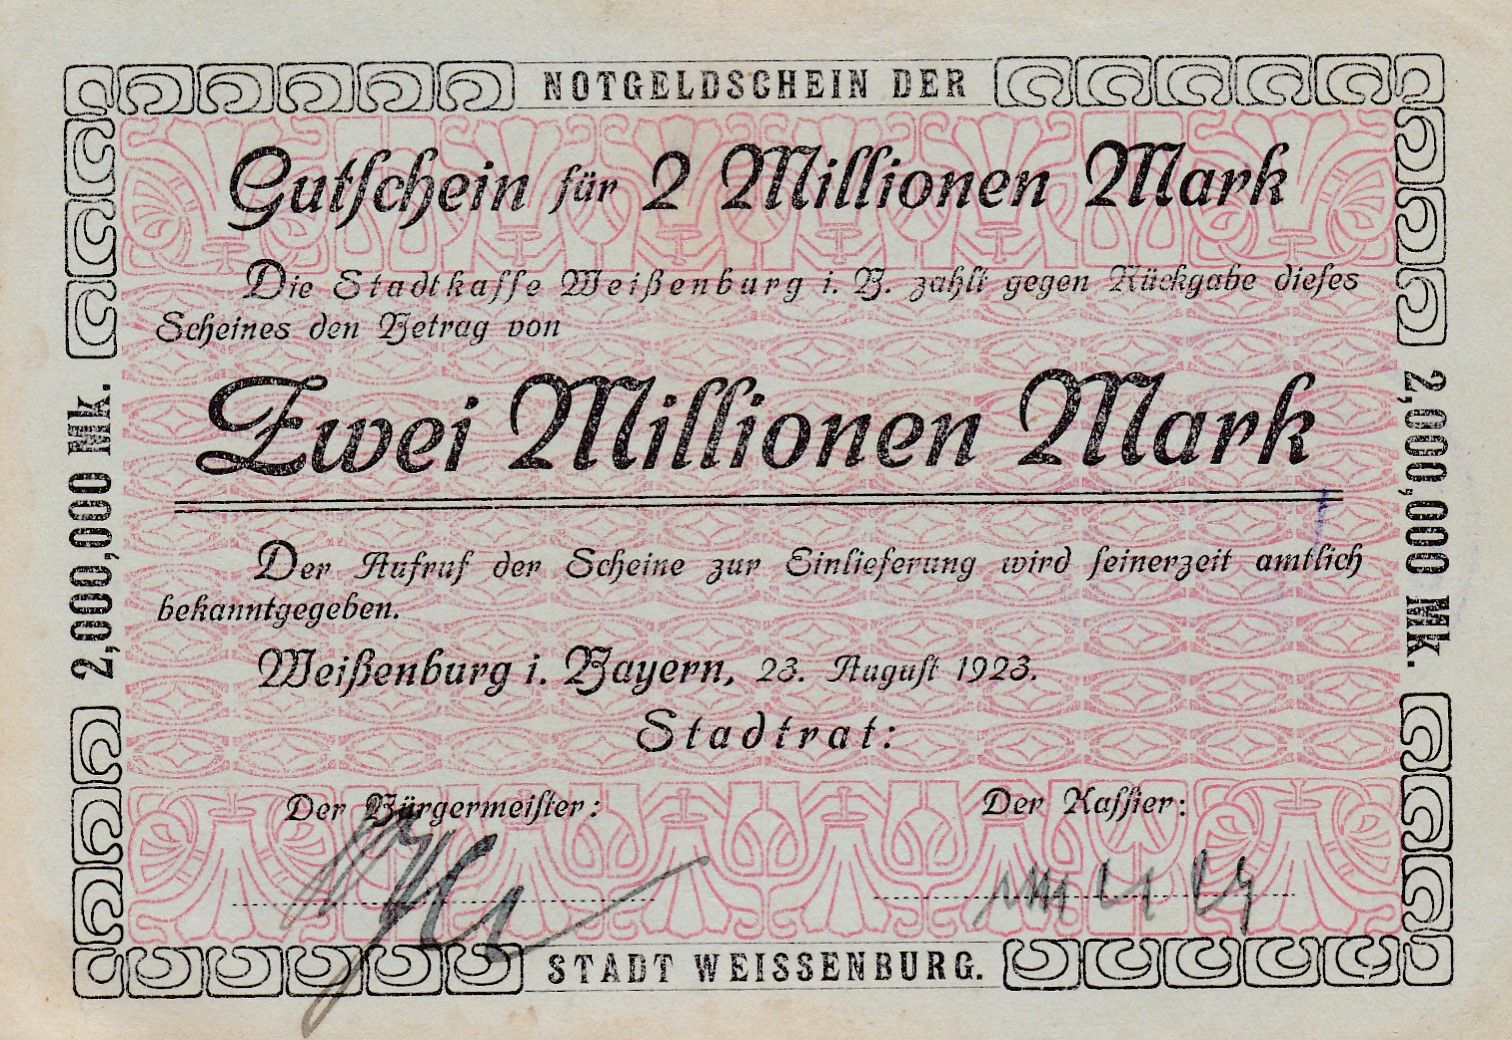 NOTGELDSCHEIN DER
Gutschein für 2 Millionen Mark
Die Stadtkasse Weißenburg i. B. zahlt gegen Rückgabe dieses
Scheines den Betrag von
Zwei Millionen Mark
Der Aufruf der Scheine zur Einlieferung wird seinerzeit amtlich
bekanntgegeben.
Weißenburg i. Bayern, 23. August 1923.
Stadtrat:
Der Bürgermeister:
Der Kassier:
STADT WEISSENBURG.
2,000,000 Mk.
2,000,000 Mk.